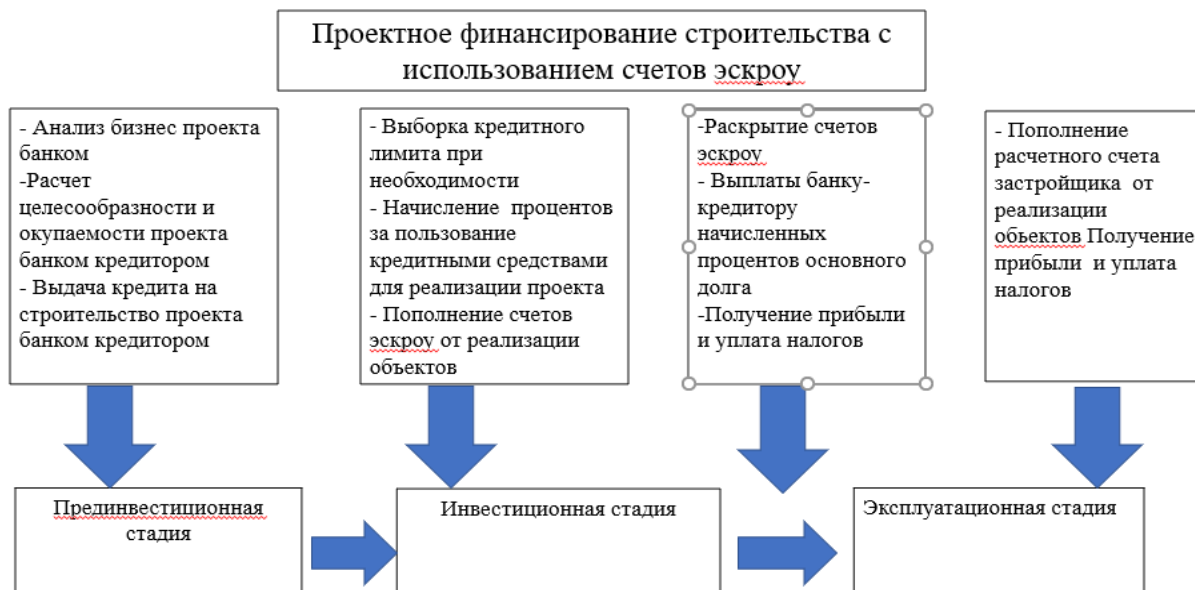 Проектное финансирование строительства с
использованием счетов эскроу
- Анализ бизнес проекта
банком
-Расчет
целесообразности и
окупаемости проекта
банком кредитором
- Выдача кредита на
строительство проекта
банком кредитором
- Выборка кредитного
лимита при
необходимости
- Начисление процентов
за пользование
кредитными средствами
для реализации проекта
- Пополнение счетов
эскроу от реализации
объектов
-Раскрытие счетов
эскроу
- Выплаты банку-
кредитору
начисленных
процентов основного
долга
-Получение прибыли
и уплата налогов
- Пополнение
расчетного счета
застройщика от
реализации
обьектов Получение
прибыли и уплата
налогов
Прединвестиционная
стадия
Инвестиционная стадия
Эксплуатационная стадия